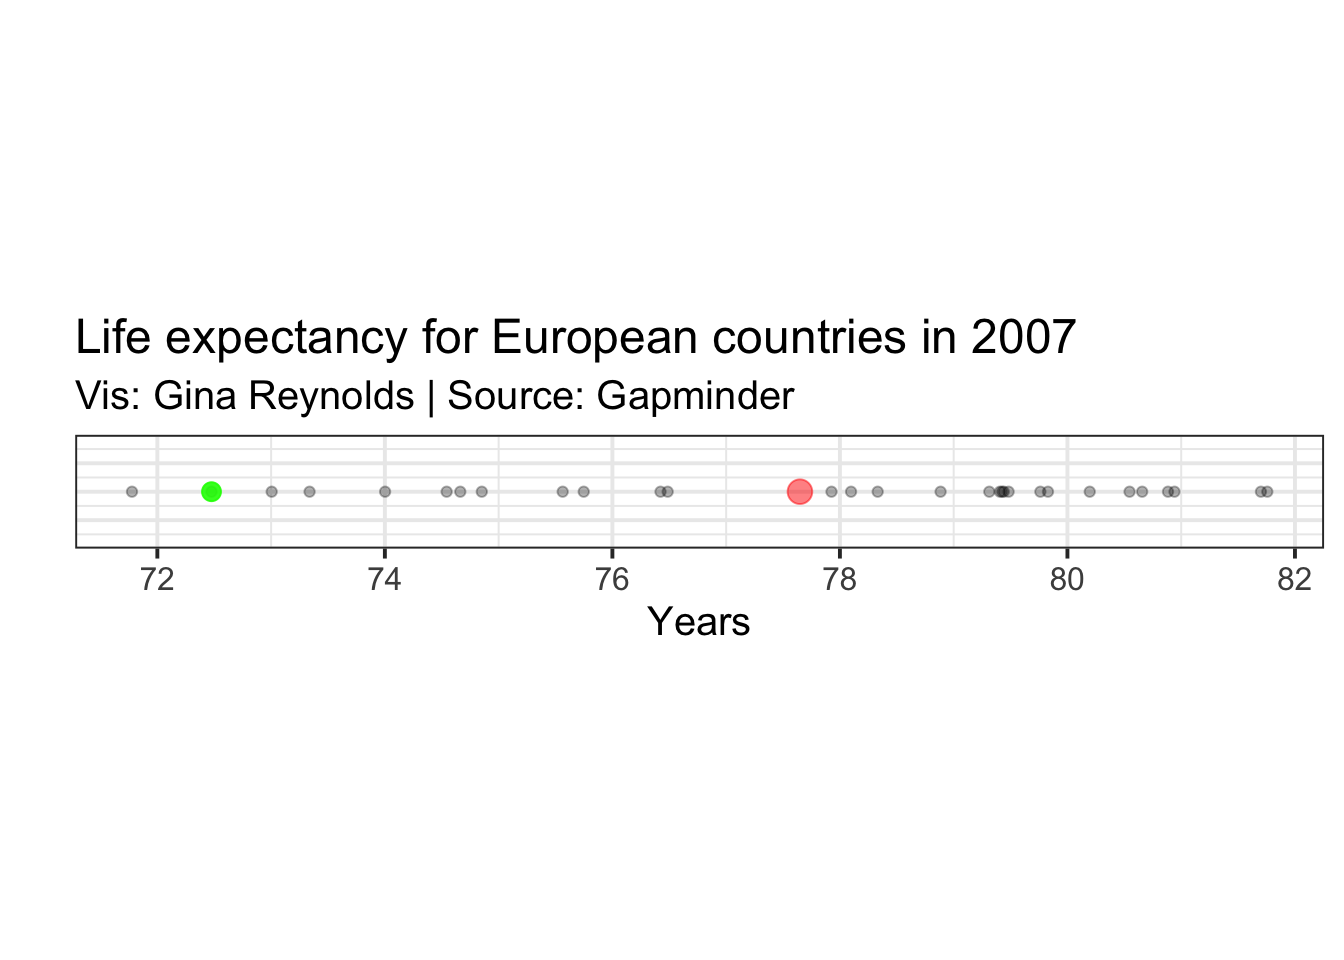 Life expectancy for European countries in 2007
Vis: Gina Reynolds | Source: Gapminder
72 74 76 78 80 82
Years